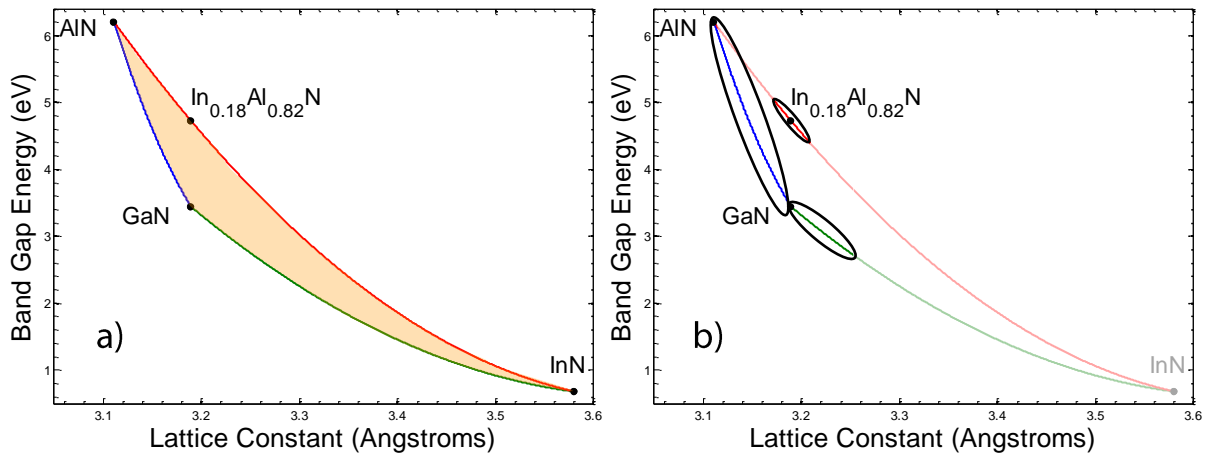 AlN
In0.18Al0.82N
GaN
InN
a)
6
5
4
3
2
1
3.1 3.2 3.3 3.4 3.5 3.6
Band Gap Energy (eV)
Lattice Constant (Angstroms)
AlN
In0.18Al0.82N
GaN
InN
b)
6
5
4
3
2
1
3.1 3.2 3.3 3.4 3.5 3.6
Band Gap Energy (eV)
Lattice Constant (Angstroms)